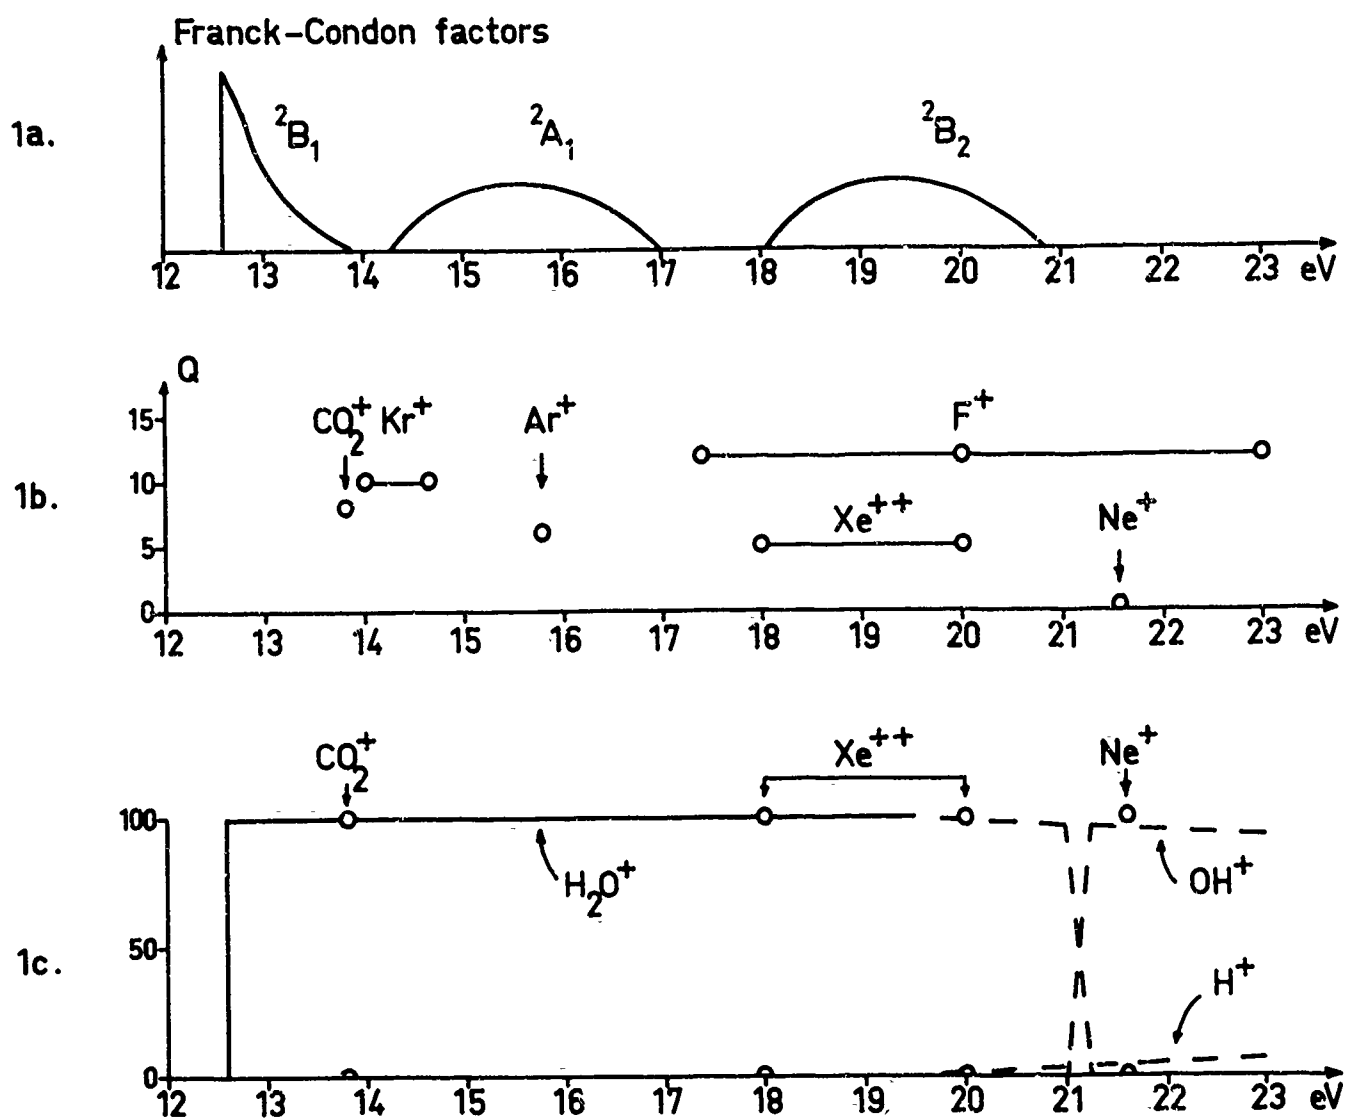 Franck-Condon factors
1a.
²B₁ ²A₁ ²B₂
12 13 14 15 16 17 18 19 20 21 22 23 eV
Q
CO₂⁺ Kr⁺ Ar⁺ F⁺
15
10
1b.
Xe⁺⁺ Ne⁺
5
0
12 13 14 15 16 17 18 19 20 21 22 23 eV
CO₂⁺ Xe⁺⁺ Ne⁺
100
H₂O⁺ OH⁺
50
1c.
H⁺
0
12 13 14 15 16 17 18 19 20 21 22 23 eV